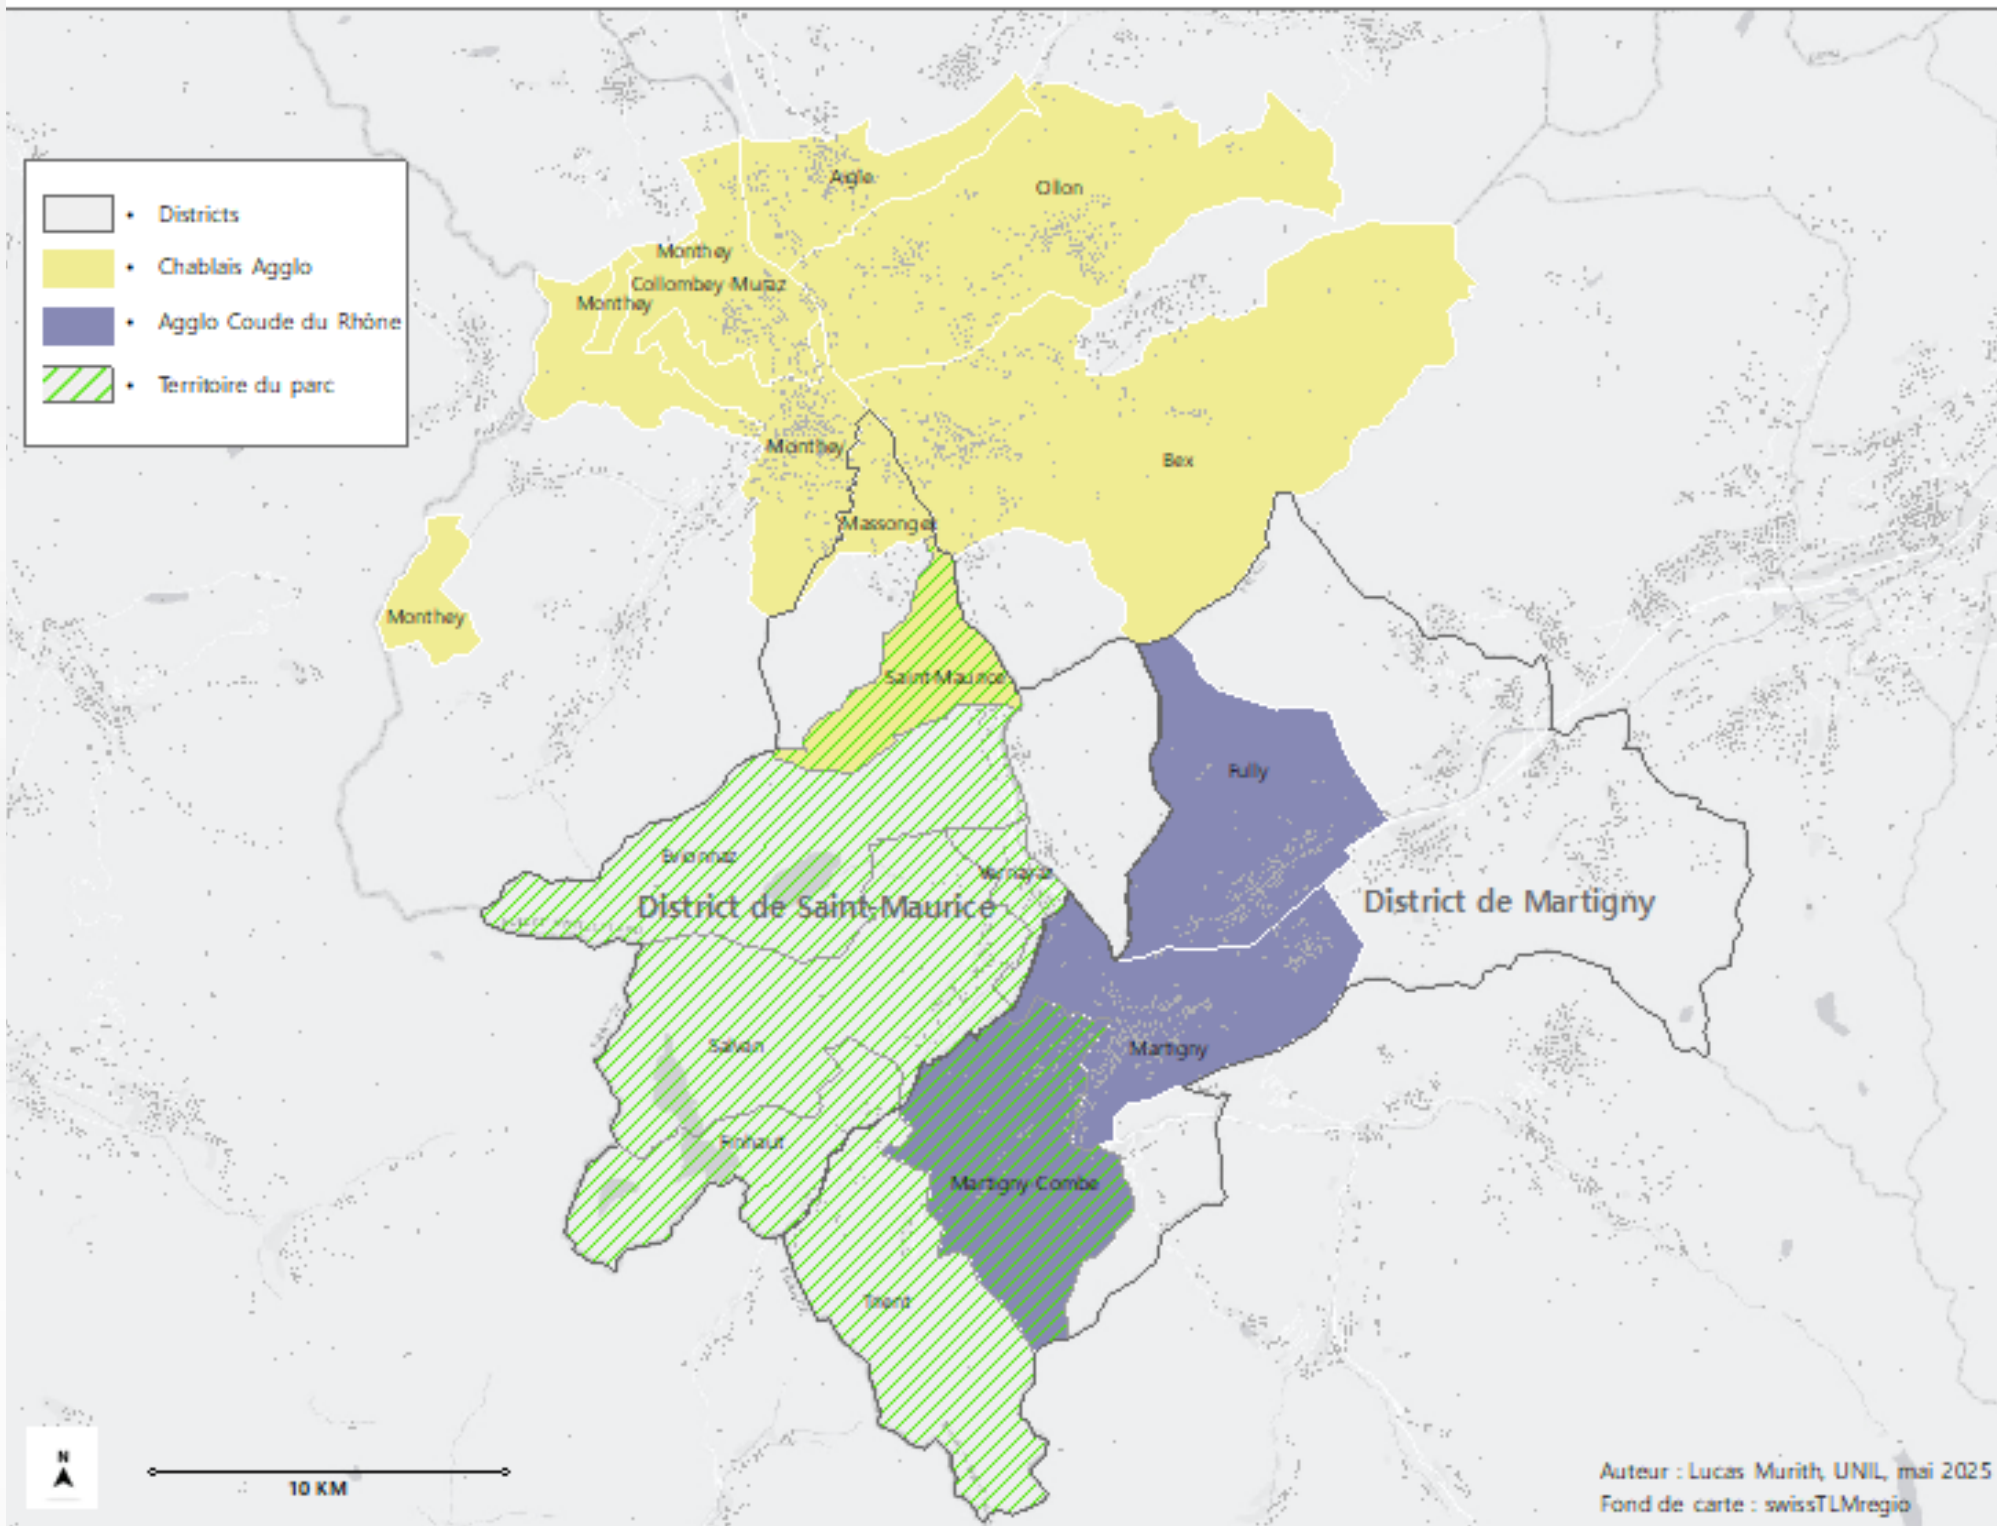 Districts
Chablais Agglo
Agglo Coude du Rhône
Territoire du parc
Aigle
Ollon
Monthey
Collombey-Muraz
Monthey
Monthey
Bex
Massongex
Monthey
Saint-Maurice
Fully
Evionnaz
Vernayaz
District de Saint-Maurice
District de Martigny
Salvan
Martigny
Finhaut
Martigny-Combe
Trient
N
10 KM
Auteur : Lucas Murith, UNIL, mai 2025
Fond de carte : swissTLMregio